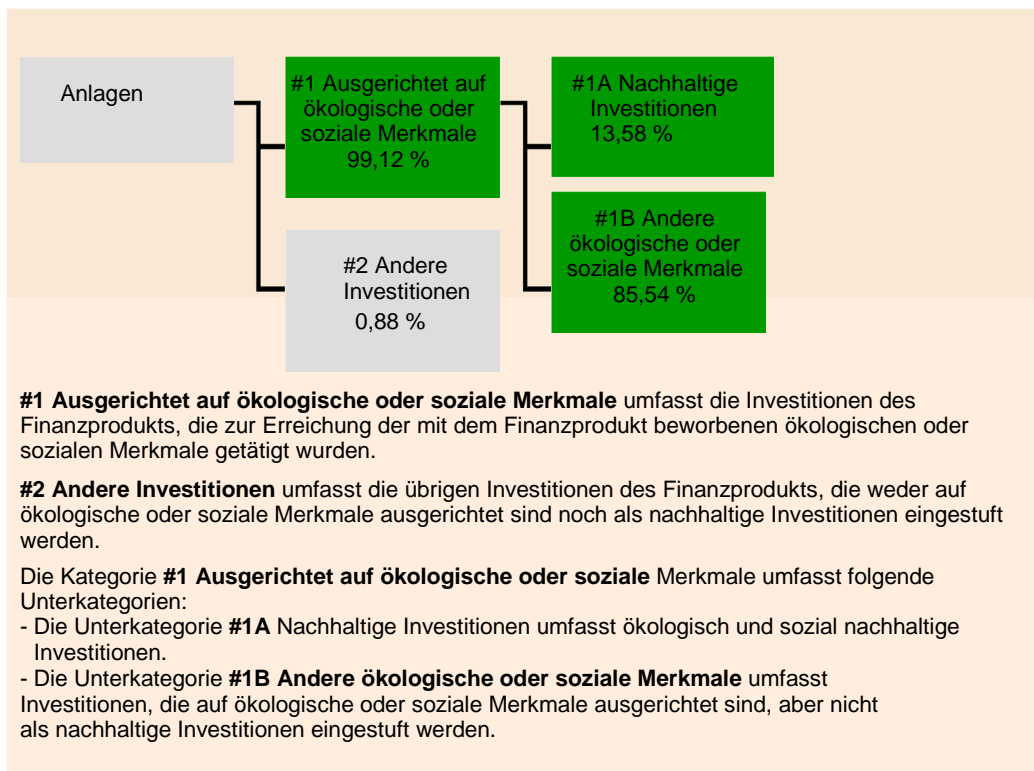 Anlagen
#1 Ausgerichtet auf
ökologische oder
soziale Merkmale
99,12 %
#1A Nachhaltige
Investitionen
13,58 %
#2 Andere
Investitionen
0,88 %
#1B Andere
ökologische oder
soziale Merkmale
85,54 %
#1 Ausgerichtet auf ökologische oder soziale Merkmale umfasst die Investitionen des
Finanzprodukts, die zur Erreichung der mit dem Finanzprodukt beworbenen ökologischen oder
sozialen Merkmale getätigt wurden.
#2 Andere Investitionen umfasst die übrigen Investitionen des Finanzprodukts, die weder auf
ökologische oder soziale Merkmale ausgerichtet sind noch als nachhaltige Investitionen eingestuft
werden.
Die Kategorie #1 Ausgerichtet auf ökologische oder soziale Merkmale umfasst folgende
Unterkategorien:
- Die Unterkategorie #1A Nachhaltige Investitionen umfasst ökologisch und sozial nachhaltige
Investitionen.
- Die Unterkategorie #1B Andere ökologische oder soziale Merkmale umfasst
Investitionen, die auf ökologische oder soziale Merkmale ausgerichtet sind, aber nicht
als nachhaltige Investitionen eingestuft werden.